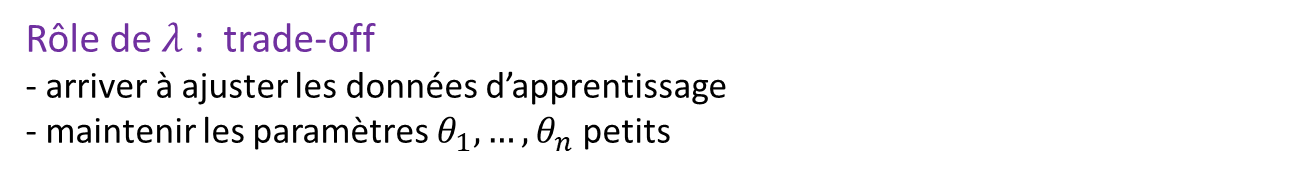 Rôle de 𝜆 : trade-off
- arriver à ajuster les données d’apprentissage
- maintenir les paramètres 𝜃₁, … , 𝜃ₙ petits